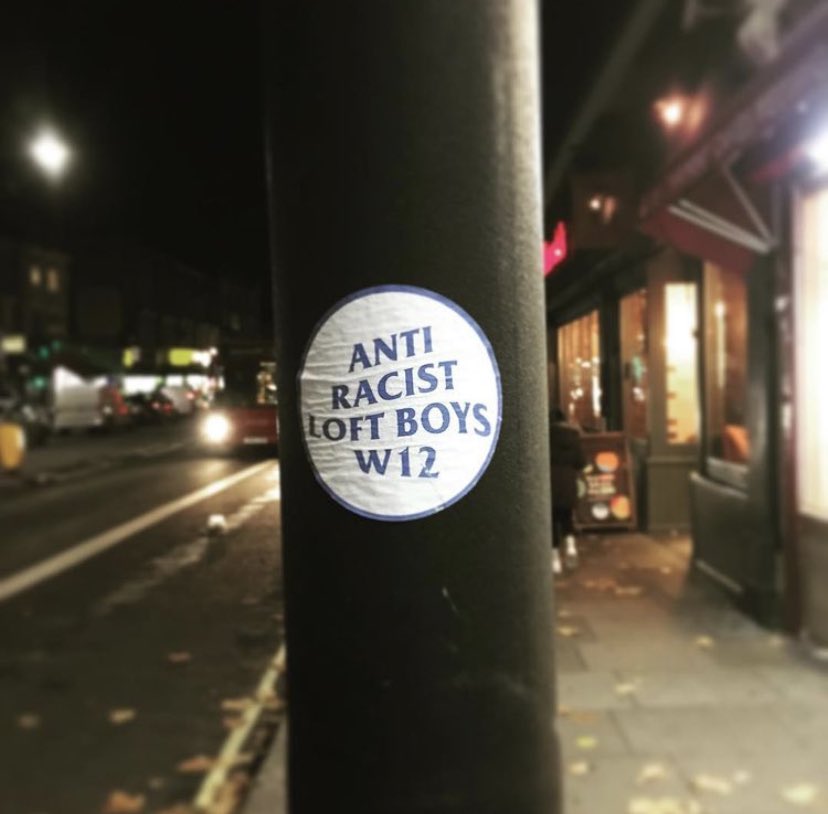 ANTI
RACIST
LOFT BOYS
W12